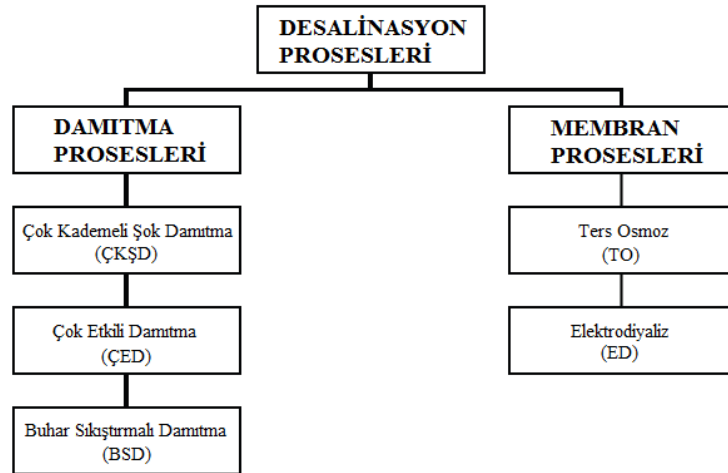 DESALİNASYON
PROSESLERİ
DAMITMA
PROSESLERİ
Çok Kademeli Şok Damıtma
(ÇKŞD)
Çok Etkili Damıtma
(ÇED)
Buhar Sıkıştırmalı Damıtma
(BSD)
MEMBRAN
PROSESLERİ
Ters Osmoz
(TO)
Elektrodiyaliz
(ED)